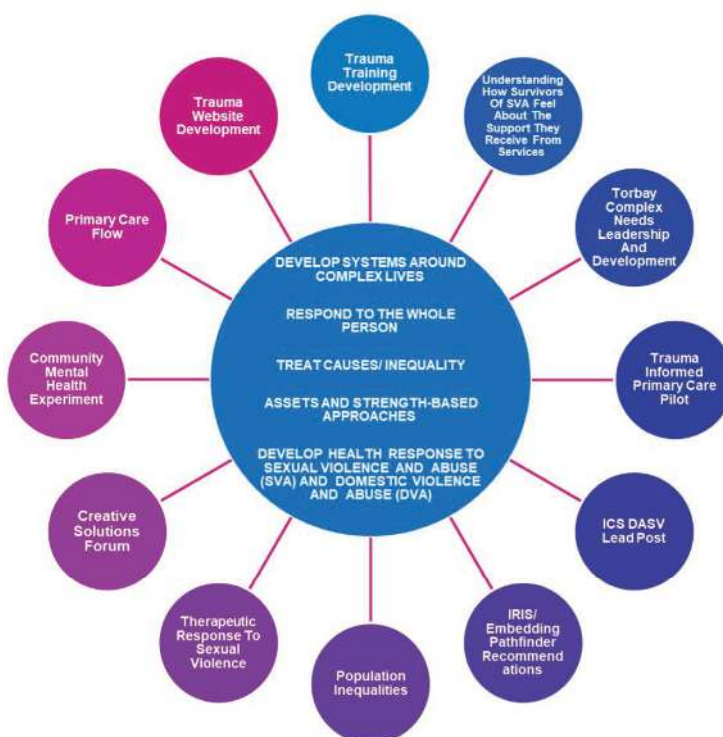 Trauma
Training
Development
Understanding
How Survivors
Of SVA Feel
About The
Support They
Receive From
Services
Torbay
Complex
Needs
Leadership
And
Development
Trauma
Informed
Primary Care
Pilot
ICS DASV
Lead Post
IRIS/
Embedding
Pathfinder
Recommend
ations
Population
Inequalities
Therapeutic
Response To
Sexual
Violence
Creative
Solutions
Forum
Community
Mental
Health
Experiment
Primary Care
Flow
Trauma
Website
Development
DEVELOP SYSTEMS AROUND
COMPLEX LIVES
RESPOND TO THE WHOLE
PERSON
TREAT CAUSES/ INEQUALITY
ASSETS AND STRENGTH-BASED
APPROACHES
DEVELOP HEALTH RESPONSE TO
SEXUAL VIOLENCE AND ABUSE
(SVA) AND DOMESTIC VIOLENCE
AND ABUSE (DVA)